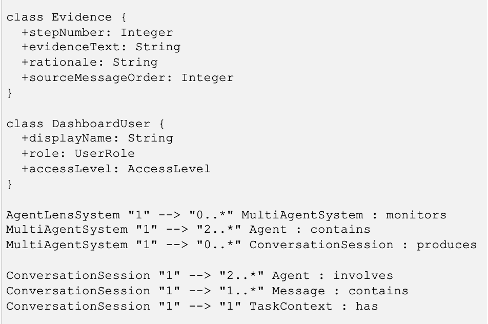 class Evidence {
+stepNumber: Integer
+evidenceText: String
+rationale: String
+sourceMessageOrder: Integer
}
class DashboardUser {
+displayName: String
+role: UserRole
+accessLevel: AccessLevel
}
AgentLensSystem "1" --> "0..*" MultiAgentSystem : monitors
MultiAgentSystem "1" --> "2..*" Agent : contains
MultiAgentSystem "1" --> "0..*" ConversationSession : produces
ConversationSession "1" --> "2..*" Agent : involves
ConversationSession "1" --> "1..*" Message : contains
ConversationSession "1" --> "1" TaskContext : has